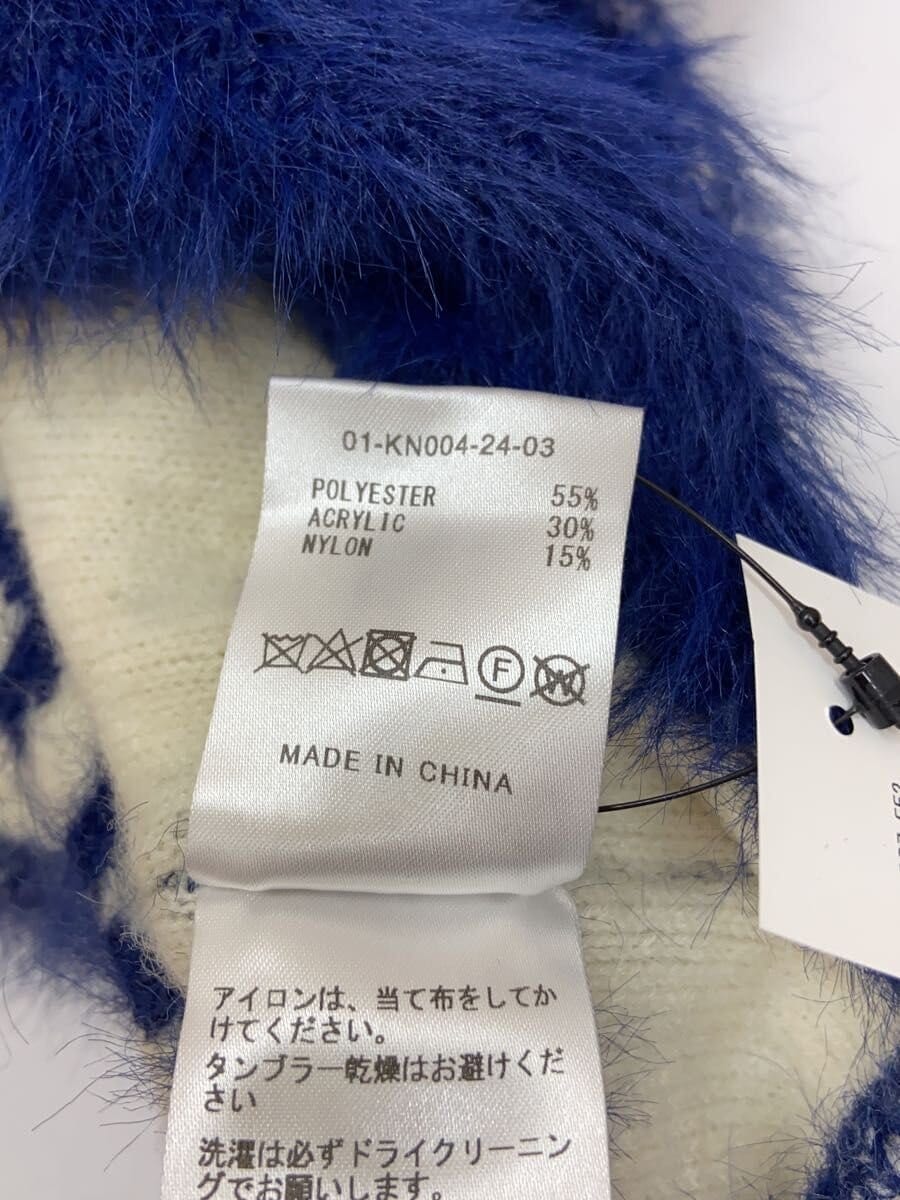 01-KN004-24-03
POLYESTER 55%
ACRYLIC 30%
NYLON 15%
F
W
MADE IN CHINA
アイロンは、当て布をしてか
けてください。
タンブラー乾燥はお避けくだ
さい
洗濯は必ずドライクリーニン
グでお願いします。